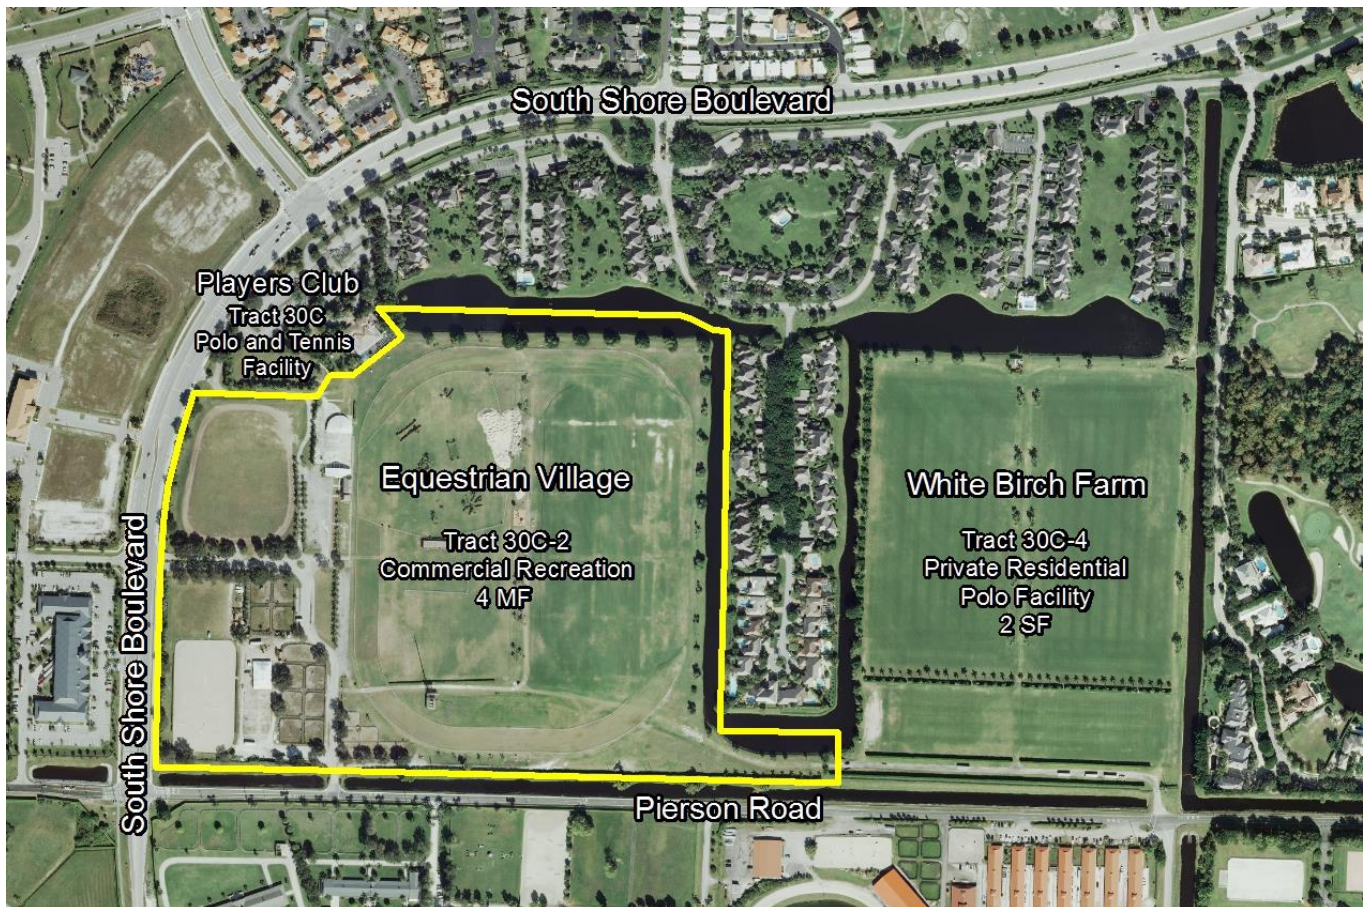 South Shore Boulevard
Players Club
Tract 30C
Polo and Tennis
Facility
Equestrian Village
Tract 30C-2
Commercial Recreation
4 MF
White Birch Farm
Tract 30C-4
Private Residential
Polo Facility
2 SF
South Shore Boulevard
Pierson Road